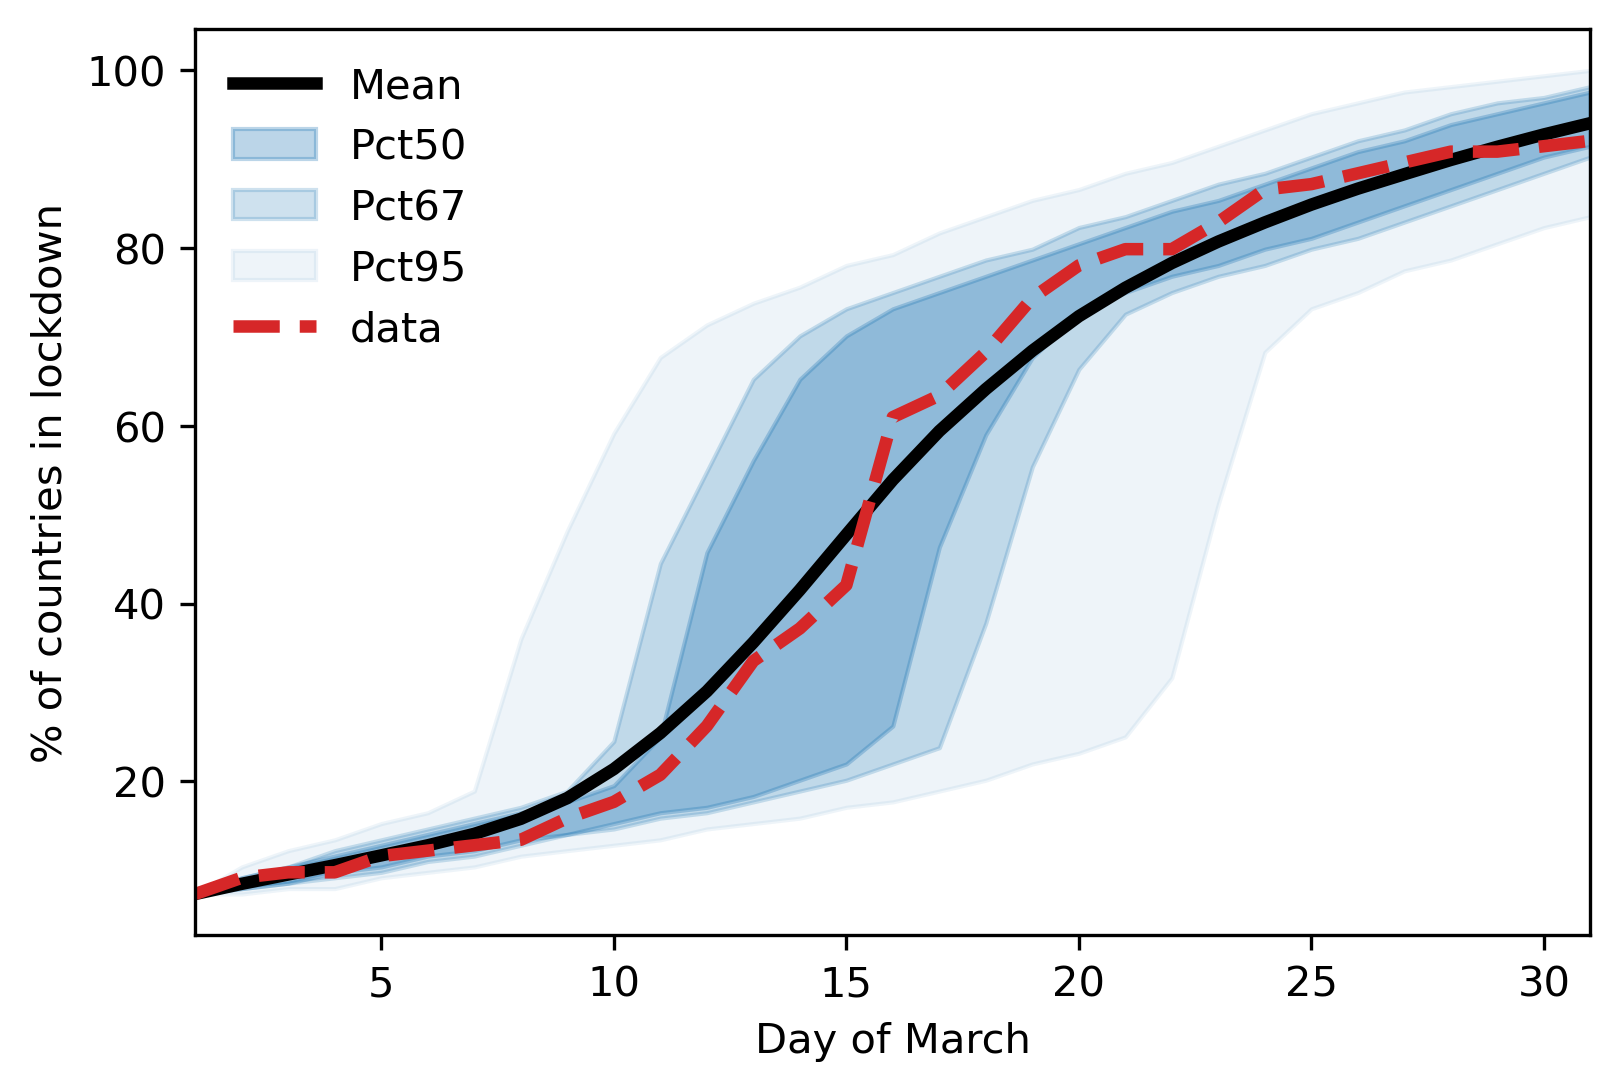 Mean
Pct50
Pct67
Pct95
data
% of countries in lockdown
100
80
60
40
20
5 10 15 20 25 30
Day of March